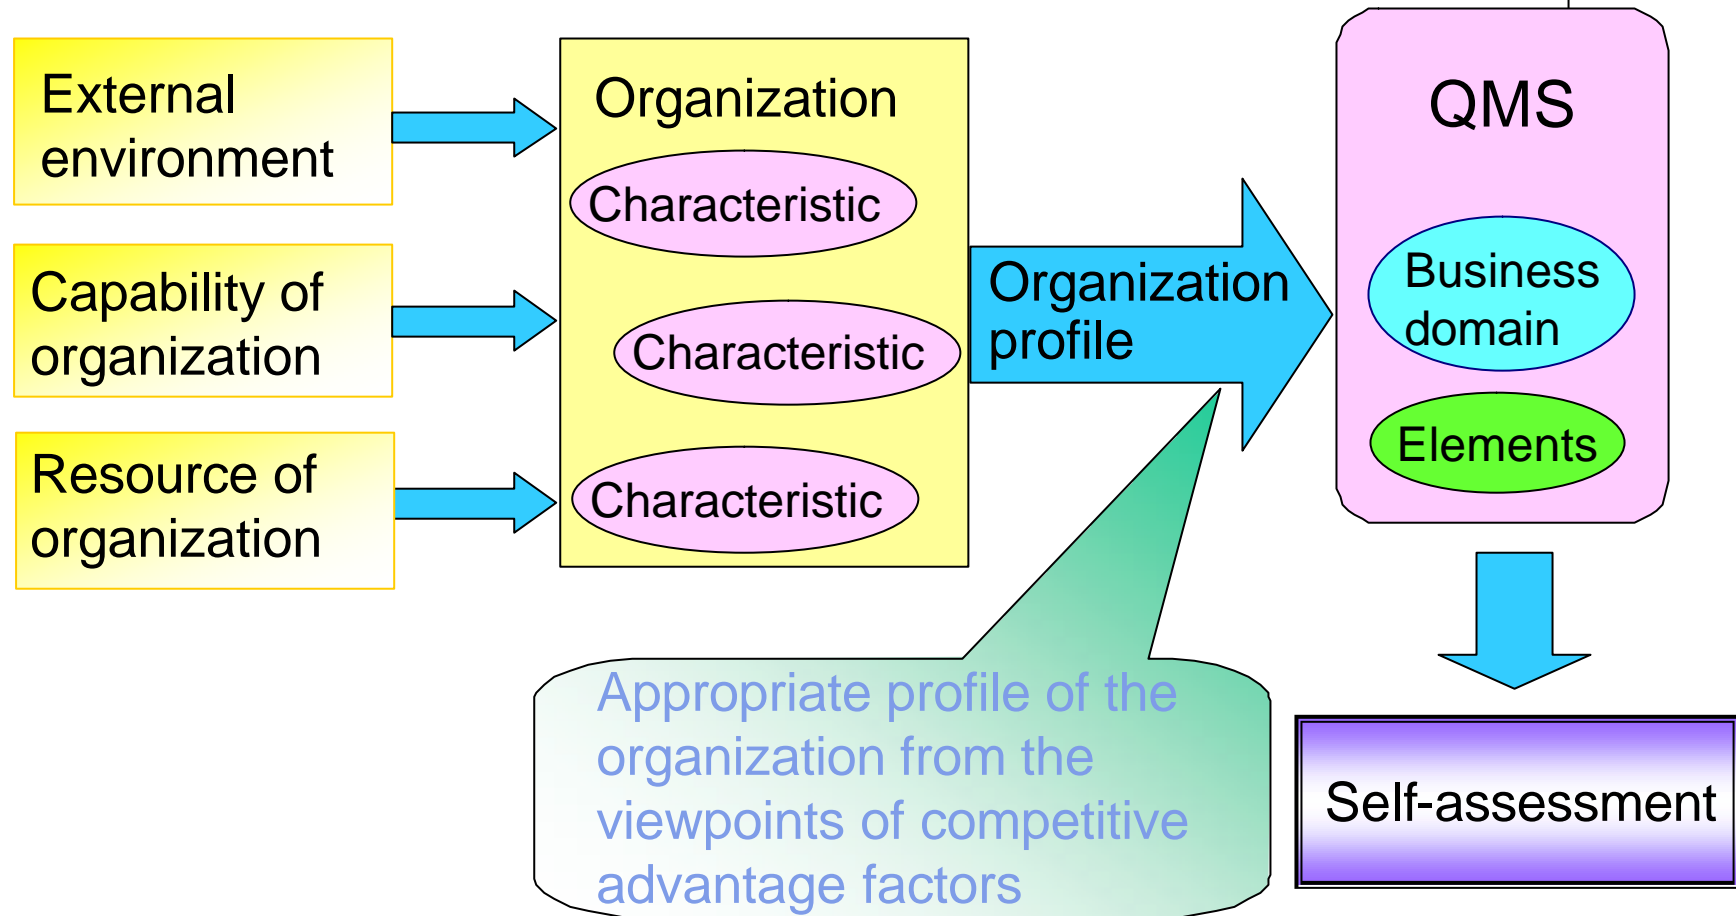 External
environment
Capability of
organization
Resource of
organization
Organization
Characteristic
Characteristic
Characteristic
Organization
profile
QMS
Business
domain
Elements
Appropriate profile of the
organization from the
viewpoints of competitive
advantage factors
Self-assessment